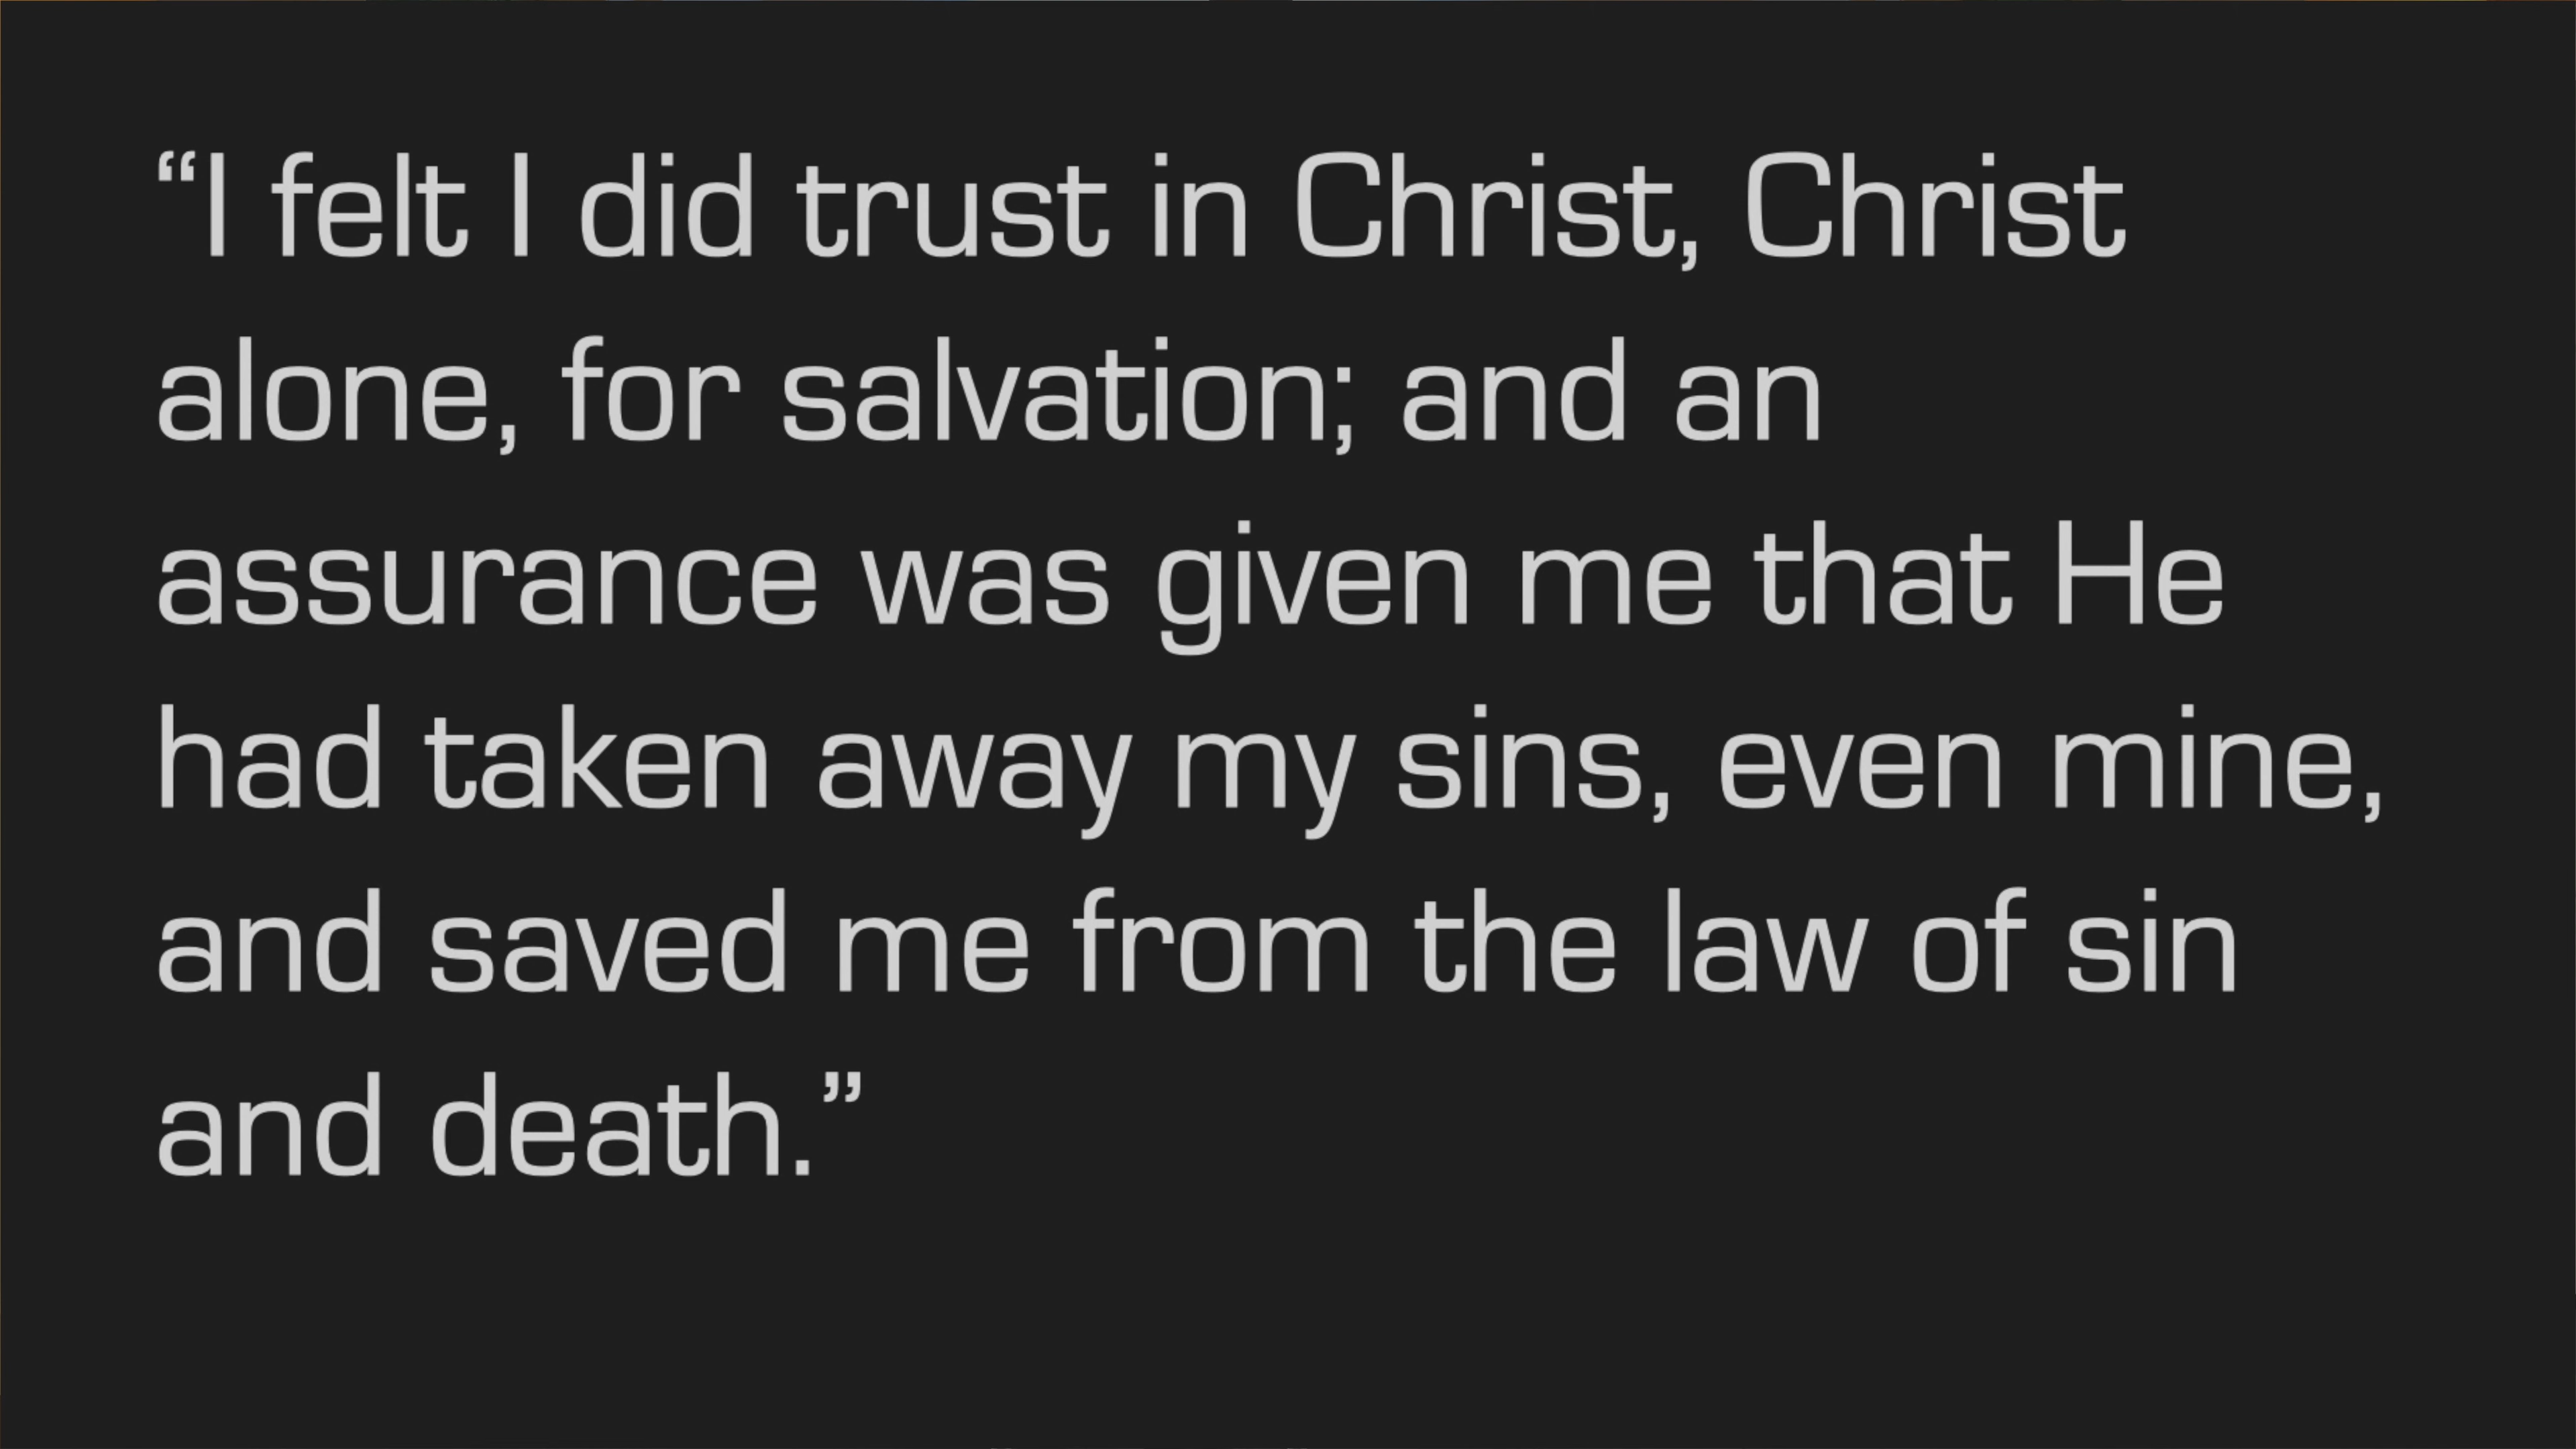 “I felt I did trust in Christ, Christ
alone, for salvation; and an
assurance was given me that He
had taken away my sins, even mine,
and saved me from the law of sin
and death.”